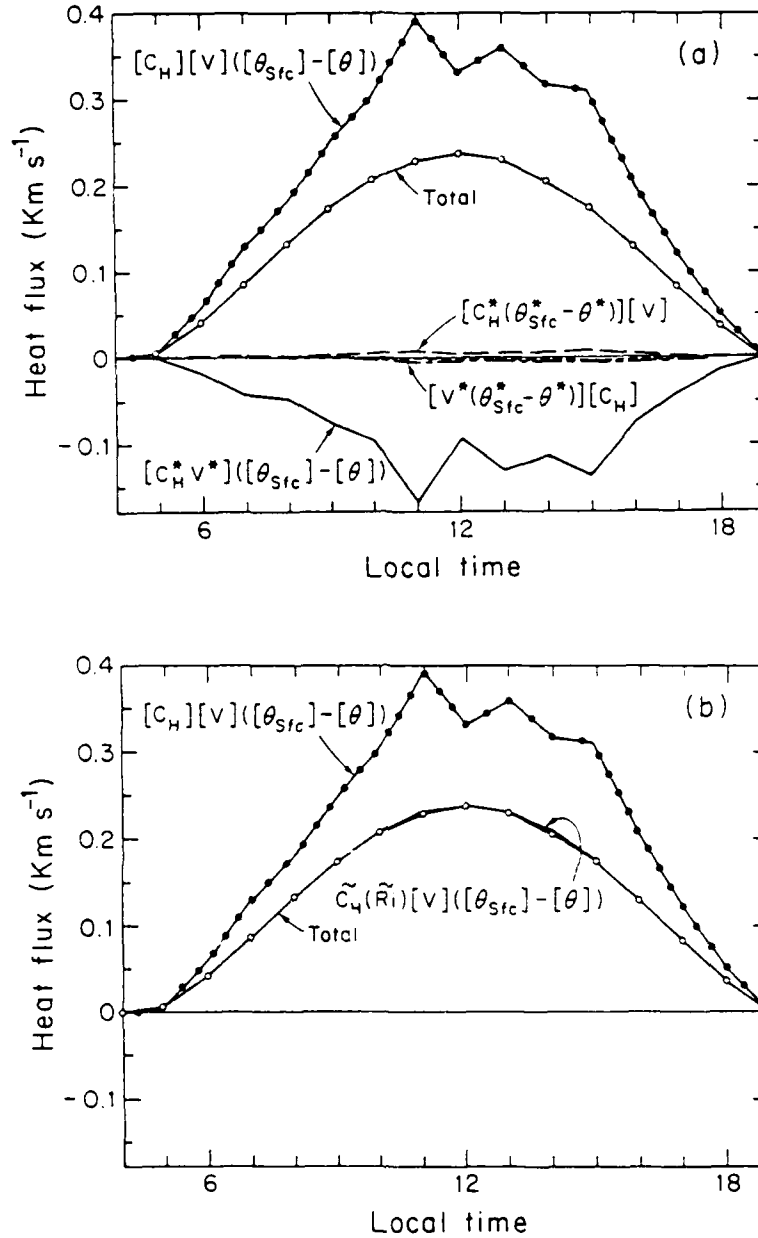 (a)
[C_H][V]([θ_Sfc]-[θ])
Total
[C*_H(θ*_Sfc-θ*)][V]
[V*(θ*_Sfc-θ*)][C_H]
[C*_H V*]([θ_Sfc]-[θ])
Heat flux (Km s⁻¹)
0.4
0.3
0.2
0.1
0
-0.1
6
12
18
Local time
(b)
[C_H][V]([θ_Sfc]-[θ])
C̃_H(R̃i)[V]([θ_Sfc]-[θ])
Total
Heat flux (Km s⁻¹)
0.4
0.3
0.2
0.1
0
-0.1
6
12
18
Local time